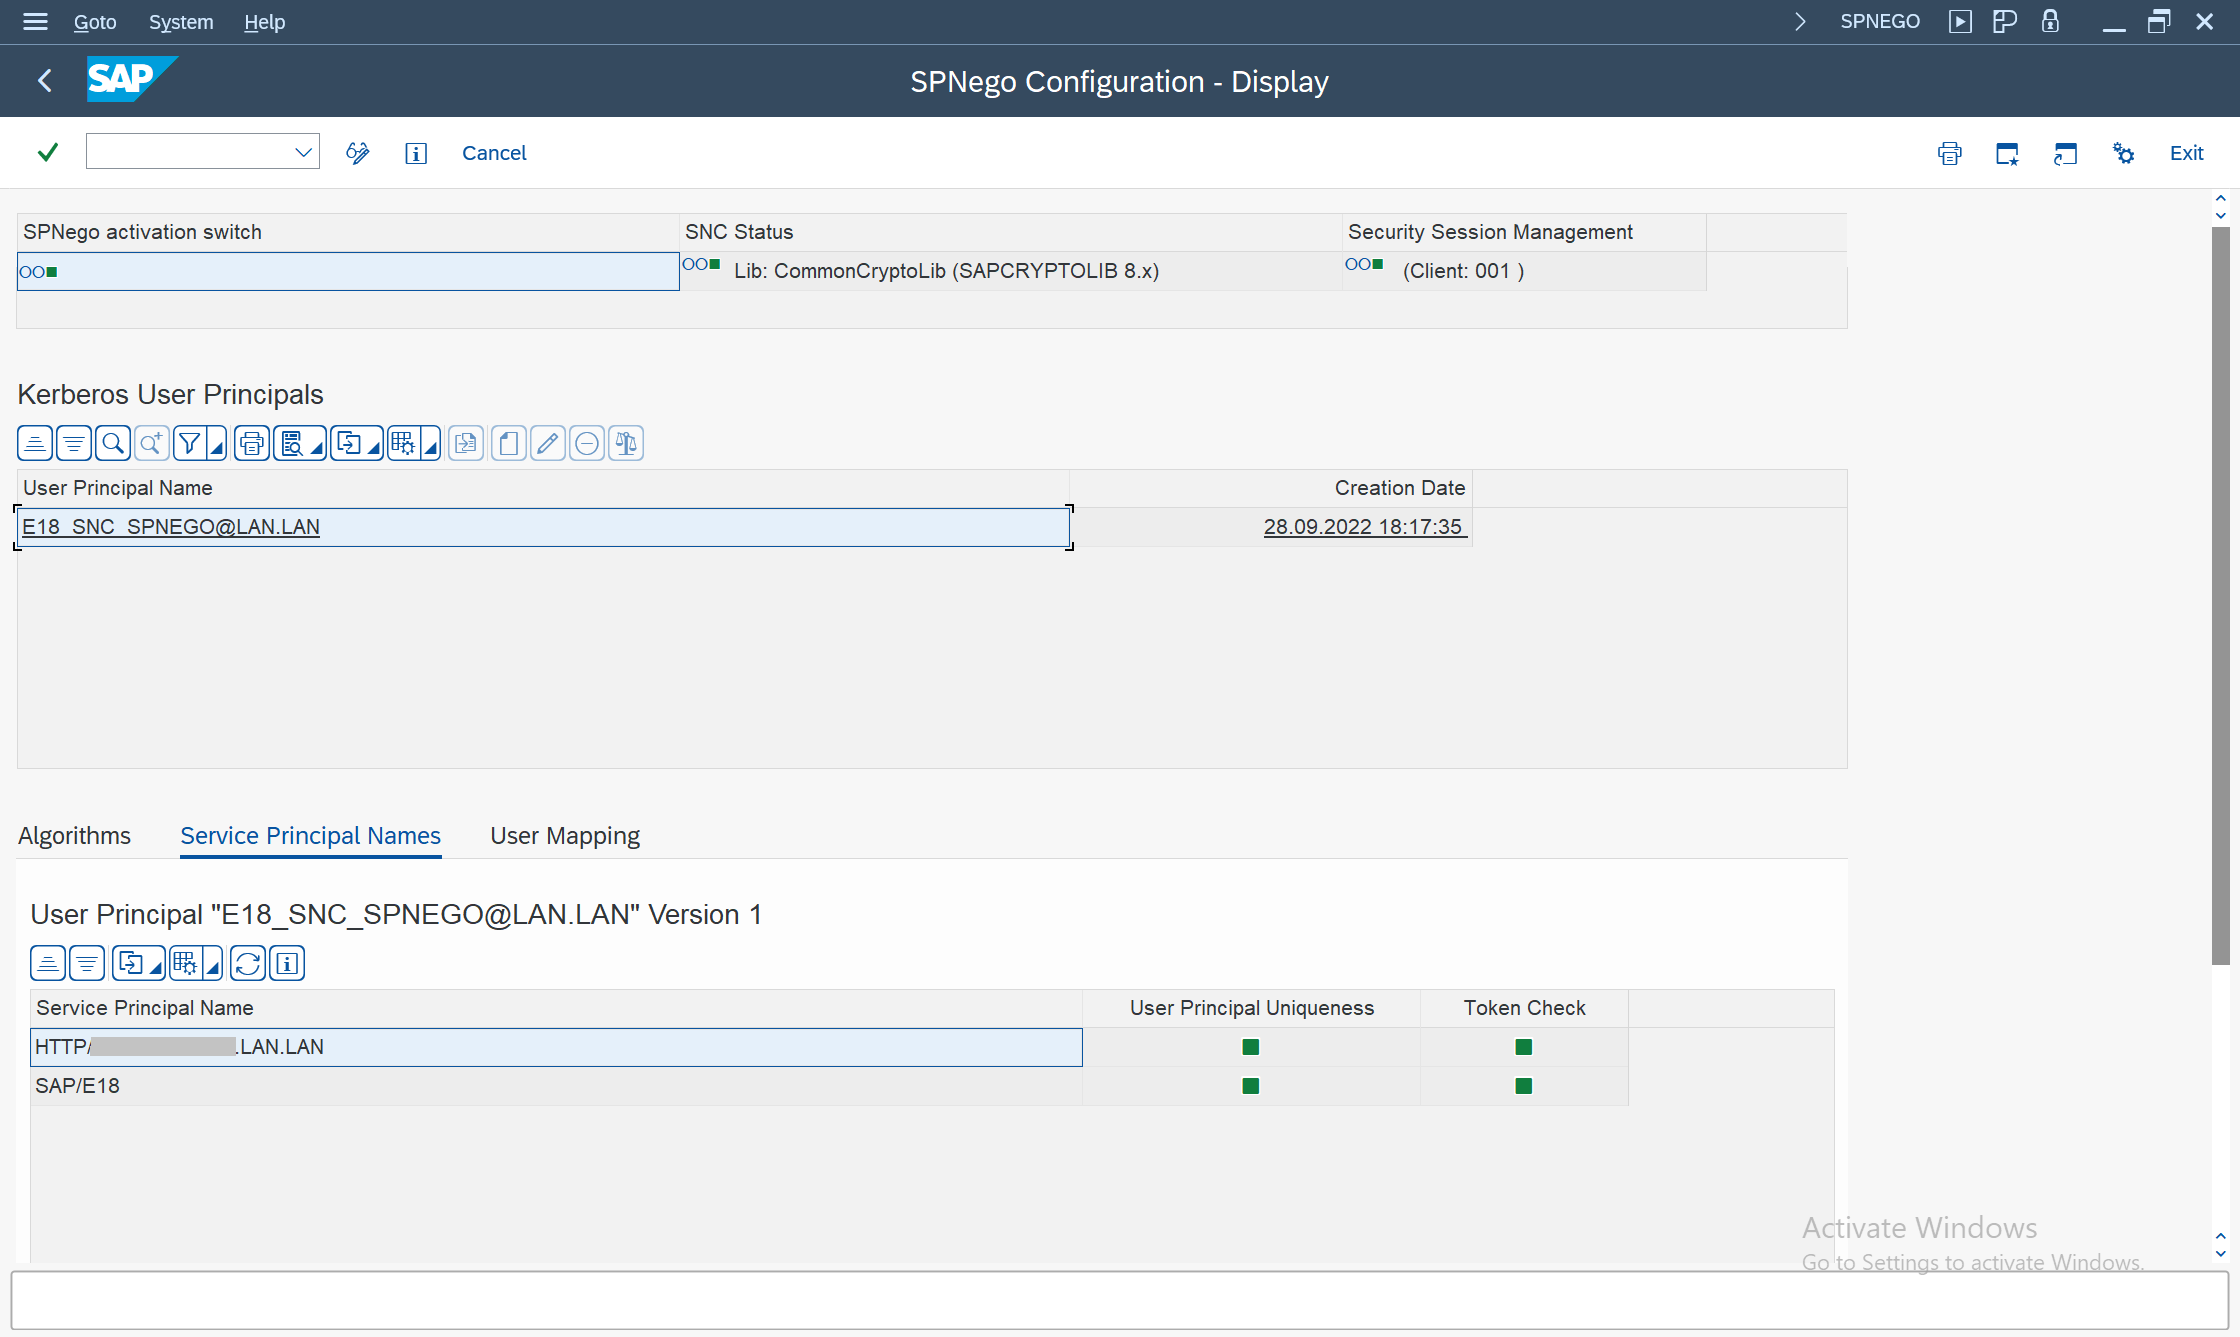 Goto System Help SPNEGO
SAP SPNego Configuration - Display
Cancel Exit
SPNego activation switch SNC Status Security Session Management
Lib: CommonCryptoLib (SAPCRYPTOLIB 8.x) (Client: 001 )
Kerberos User Principals
User Principal Name Creation Date
E18_SNC_SPNEGO@LAN.LAN 28.09.2022 18:17:35
Algorithms Service Principal Names User Mapping
User Principal "E18_SNC_SPNEGO@LAN.LAN" Version 1
Service Principal Name User Principal Uniqueness Token Check
HTTP/ .LAN.LAN
SAP/E18
Activate Windows
Go to Settings to activate Windows.